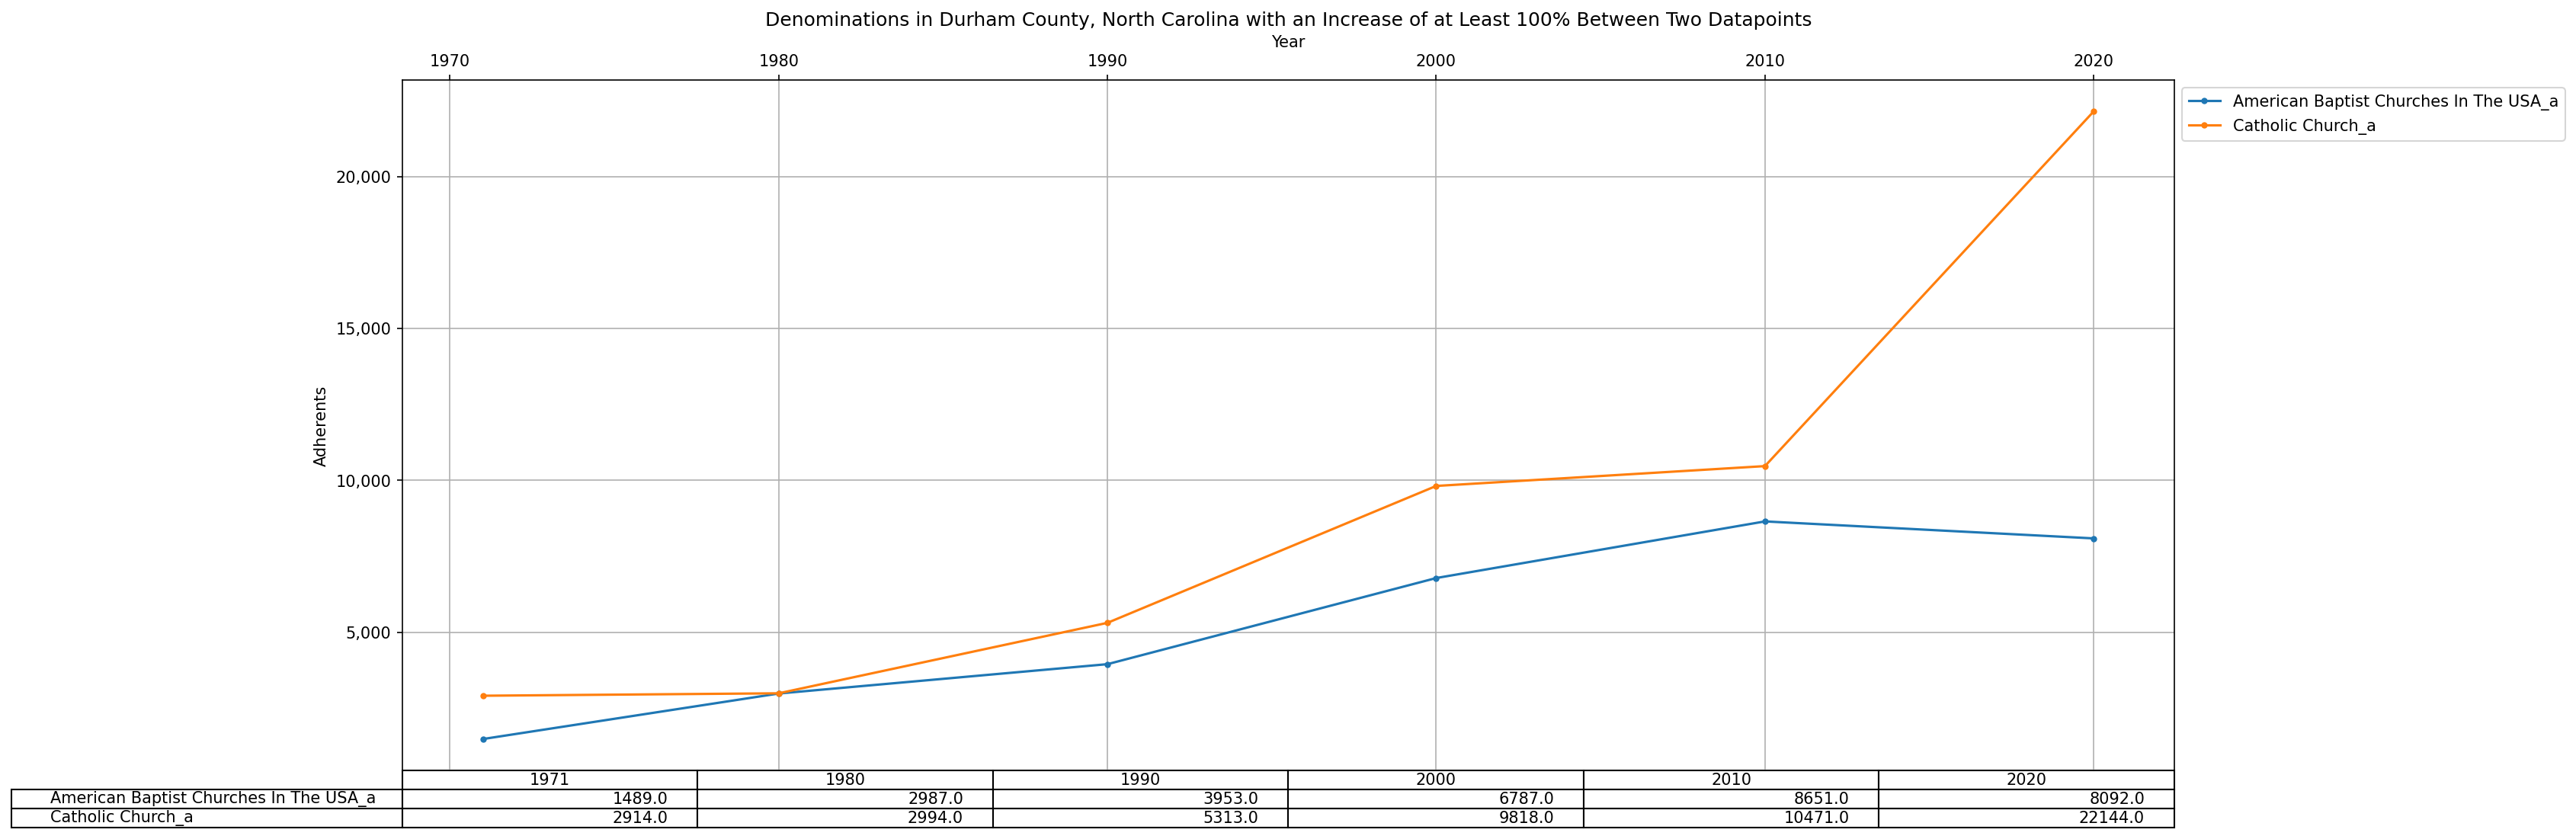 Denominations in Durham County, North Carolina with an Increase of at Least 100% Between Two Datapoints
Year
1970 1980 1990 2000 2010 2020
American Baptist Churches In The USA_a
Catholic Church_a
20,000
15,000
10,000
5,000
Adherents
1971 1980 1990 2000 2010 2020
American Baptist Churches In The USA_a 1489.0 2987.0 3953.0 6787.0 8651.0 8092.0
Catholic Church_a 2914.0 2994.0 5313.0 9818.0 10471.0 22144.0